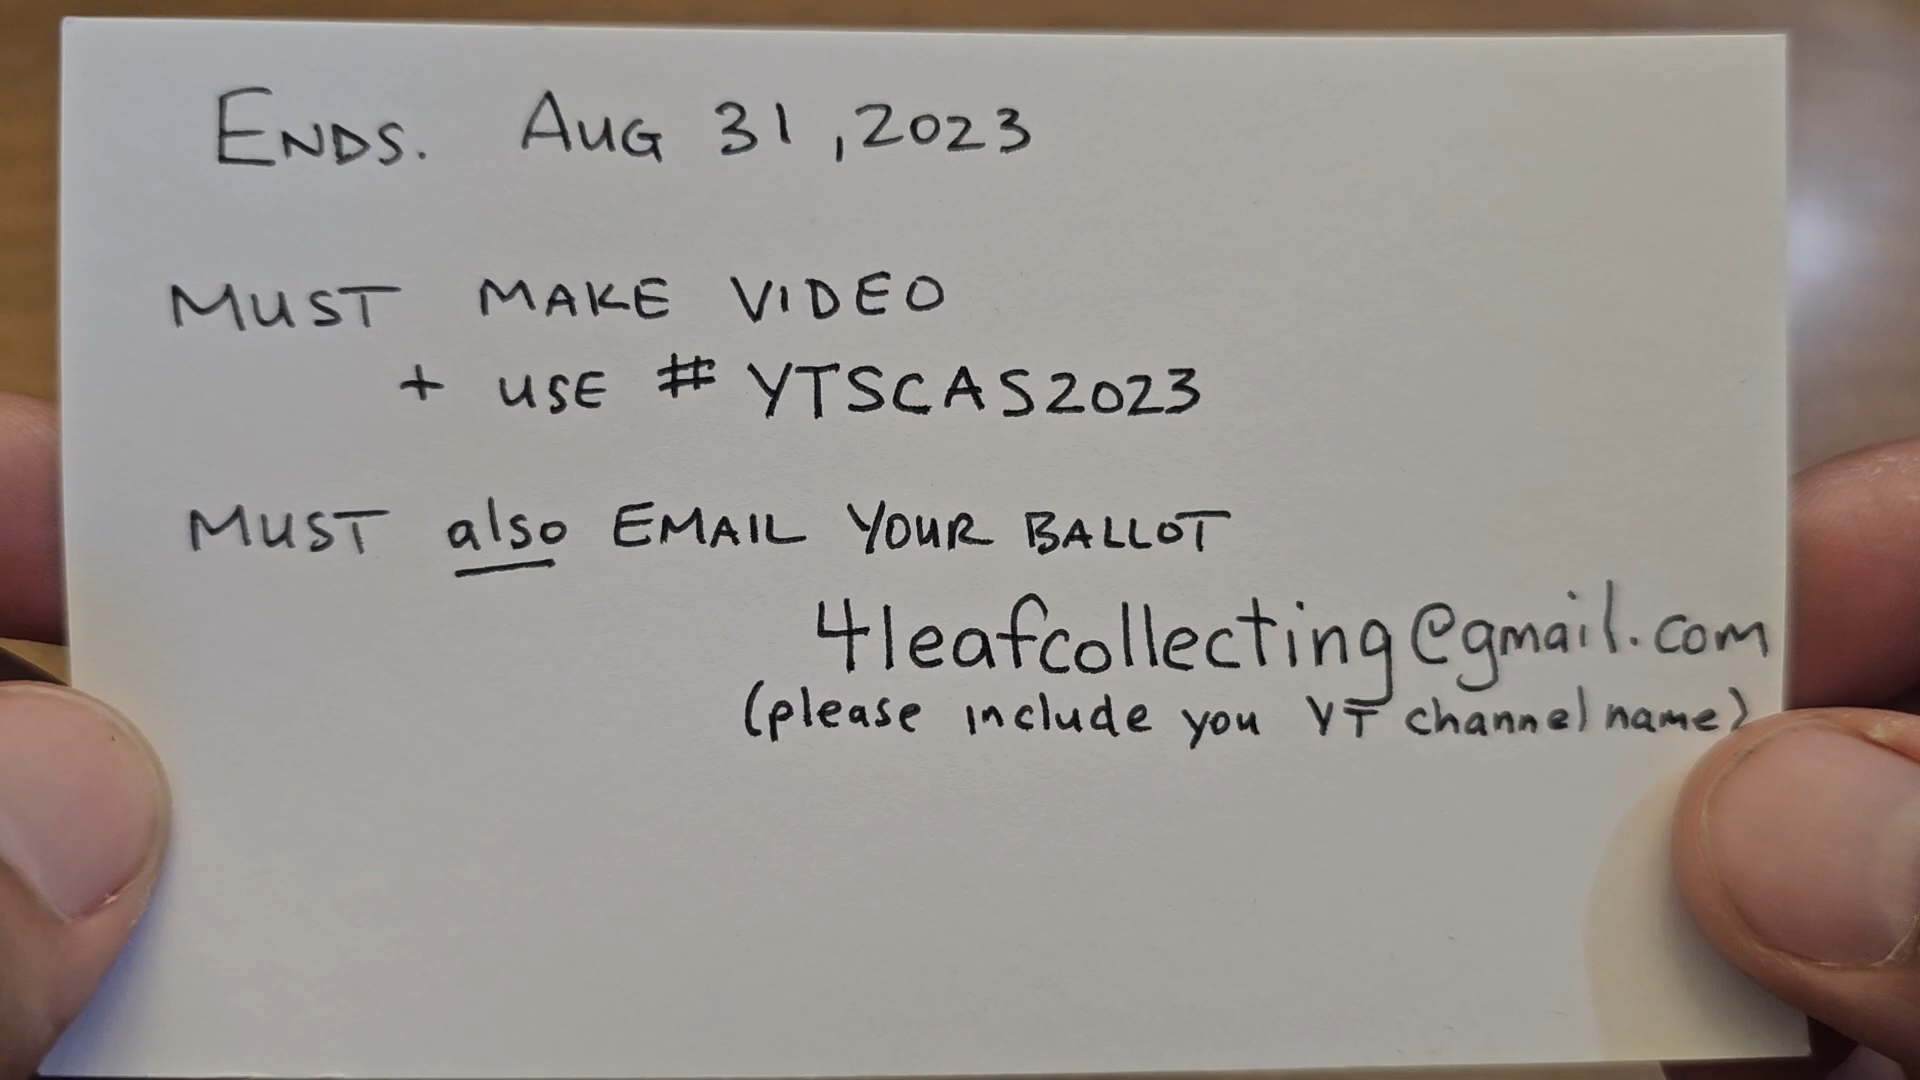 ENDS. AUG 31, 2023
MUST MAKE VIDEO
+ USE # YTSCAS2023
MUST also EMAIL YOUR BALLOT
4leafcollecting@gmail.com
(please include you YT channel name)